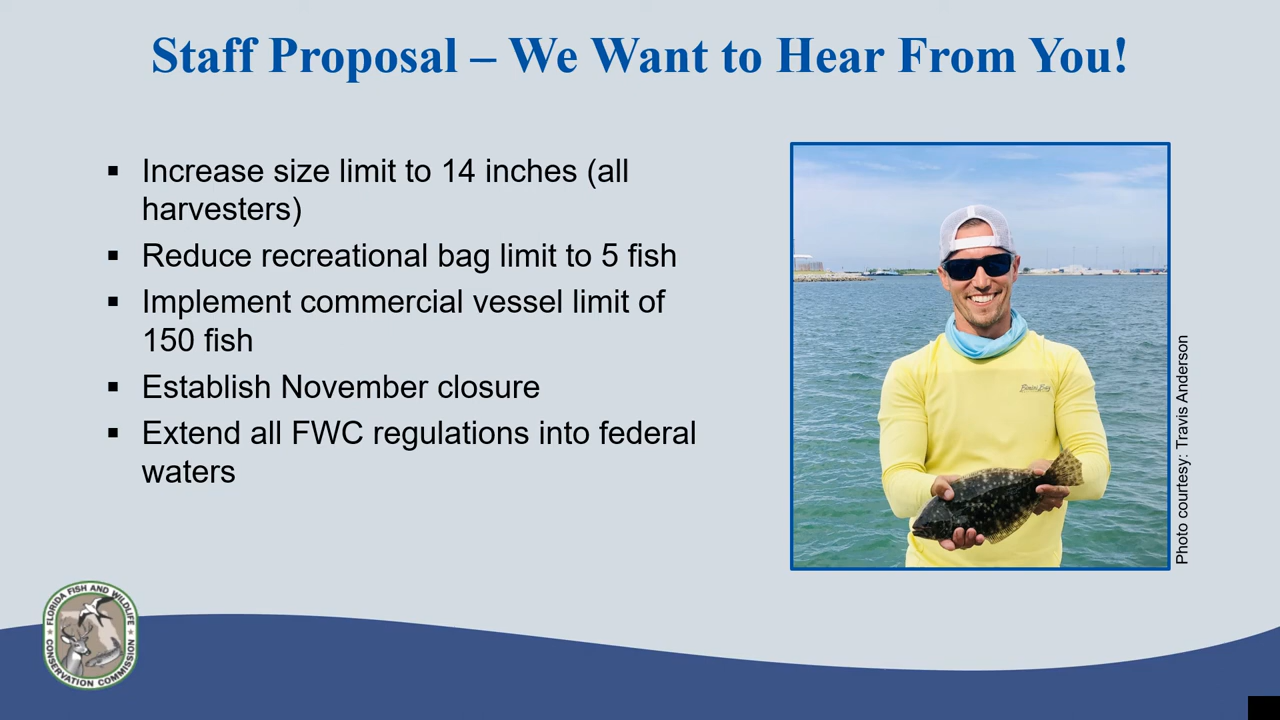 Staff Proposal – We Want to Hear From You!
▪ Increase size limit to 14 inches (all
harvesters)
▪ Reduce recreational bag limit to 5 fish
▪ Implement commercial vessel limit of
150 fish
▪ Establish November closure
▪ Extend all FWC regulations into federal
waters
Photo courtesy: Travis Anderson
FLORIDA FISH AND WILDLIFE
CONSERVATION COMMISSION